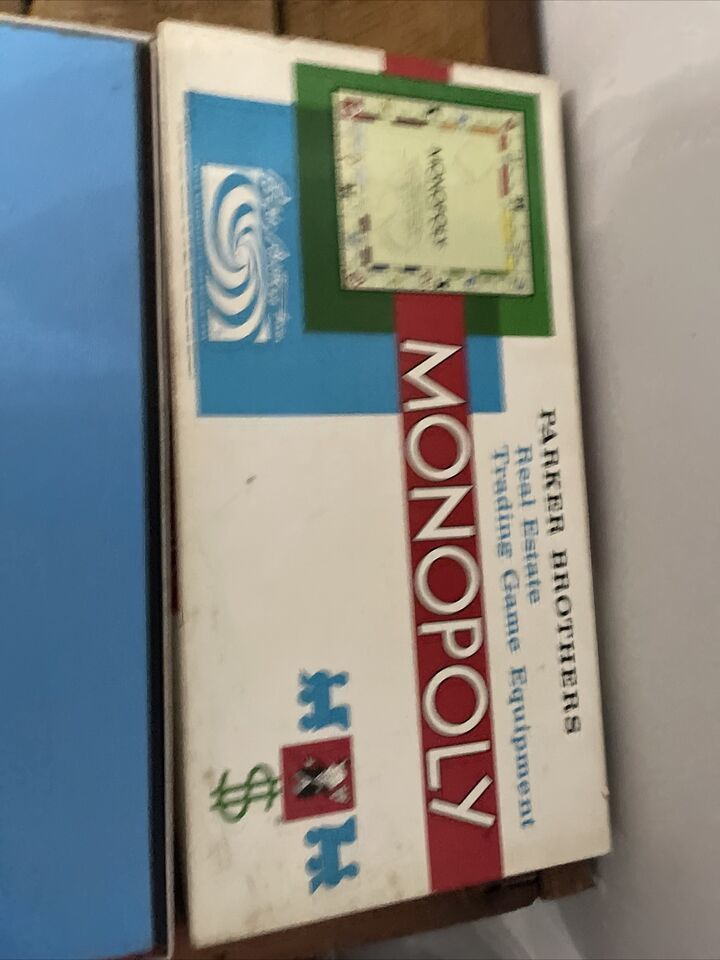 PARKER BROTHERS
Real Estate
Trading Game Equipment
MONOPOLY
MONOPOLY
$